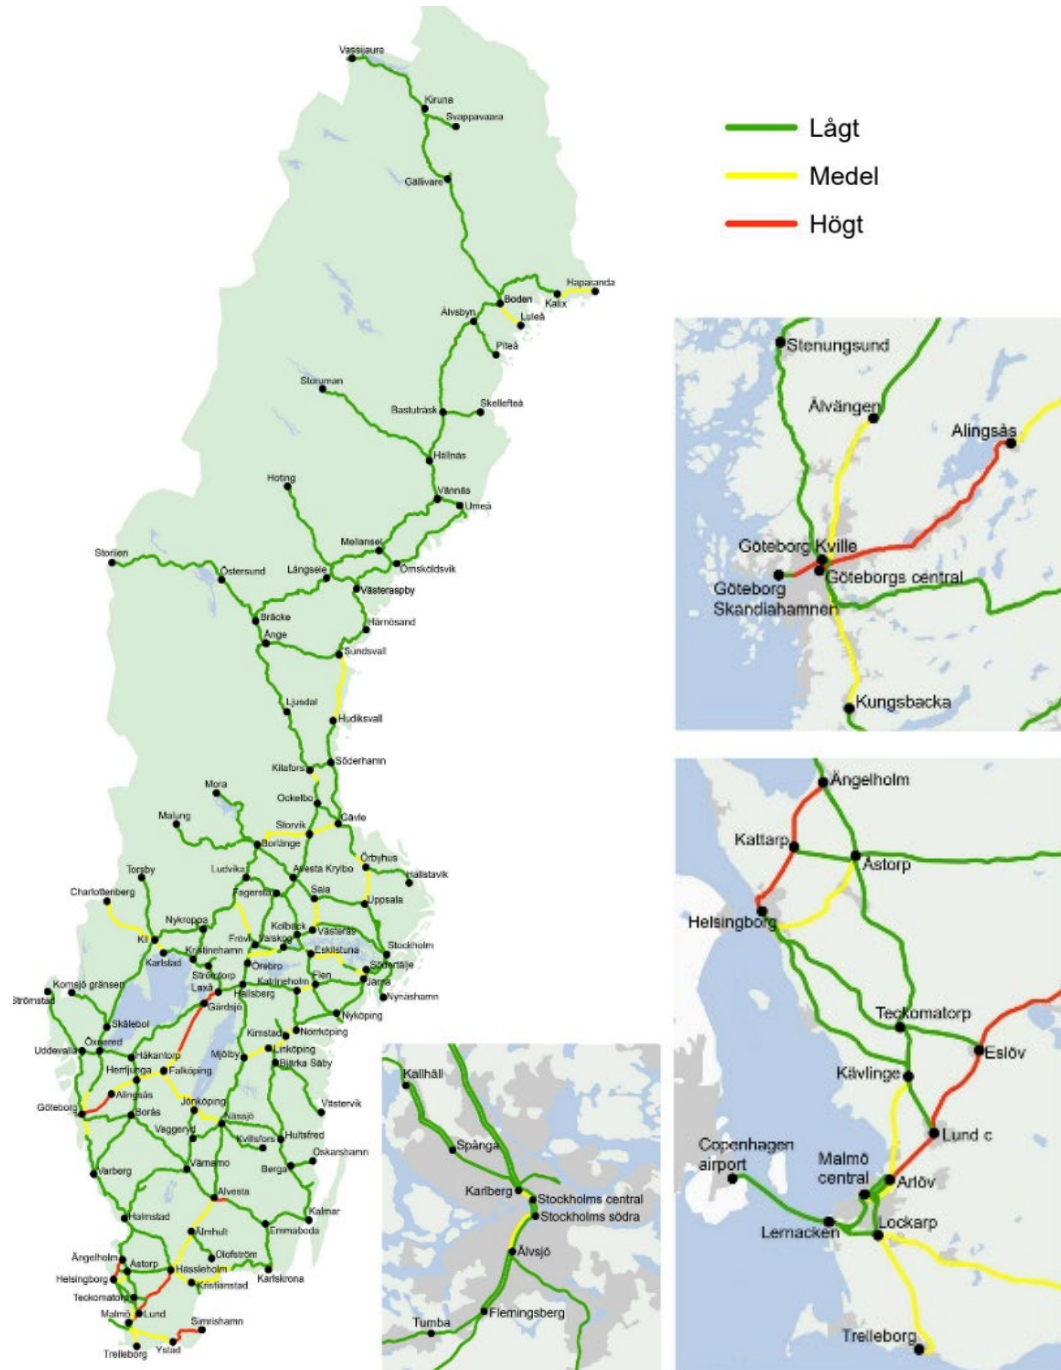 Vassijaure
Kiruna
Svappavaara
Gällivare
Haparanda
Boden
Kalix
Älvsbyn
Luleå
Piteå
Storuman
Bastuträsk
Skellefteå
Hällnäs
Hoting
Vännäs
Umeå
Mellansel
Storlien
Östersund
Långsele
Örnsköldsvik
Västeraspby
Bräcke
Härnösand
Ånge
Sundsvall
Ljusdal
Hudiksvall
Kilafors
Söderhamn
Mora
Ockelbo
Malung
Storvik
Gävle
Borlänge
Örbyhus
Torsby
Ludvika
Avesta Krylbo
Hallstavik
Charlottenberg
Fagersta
Sala
Uppsala
Nykroppa
Kolbäck
Västerås
Kil
Frövi
Valskog
Stockholm
Kristinehamn
Eskilstuna
Karlstad
Örebro
Södertälje
Strömtorp
Katrineholm
Flen
Järna
Kornsjö gränsen
Laxå
Hallsberg
Nynäshamn
Strömstad
Gårdsjö
Nyköping
Skälebol
Kimstad
Norrköping
Öxnered
Linköping
Uddevalla
Håkantorp
Mjölby
Bjärka Säby
Herrljunga
Falköping
Alingsås
Jönköping
Västervik
Göteborg
Borås
Nässjö
Vaggeryd
Kvillsfors
Hultsfred
Oskarshamn
Berga
Varberg
Värnamo
Alvesta
Kalmar
Halmstad
Emmaboda
Älmhult
Ängelholm
Olofström
Åstorp
Hässleholm
Karlskrona
Helsingborg
Kristianstad
Teckomatorp
Malmö
Lund
Simrishamn
Trelleborg
Ystad
Lågt
Medel
Högt
Stenungsund
Älvängen
Alingsås
Göteborg Kville
Göteborgs central
Göteborg
Skandiahamnen
Kungsbacka
Ängelholm
Kattarp
Åstorp
Helsingborg
Teckomatorp
Eslöv
Kävlinge
Lund c
Copenhagen
airport
Malmö
central
Arlöv
Lernacken
Lockarp
Trelleborg
Kallhäll
Spånga
Karlberg
Stockholms central
Stockholms södra
Älvsjö
Flemingsberg
Tumba